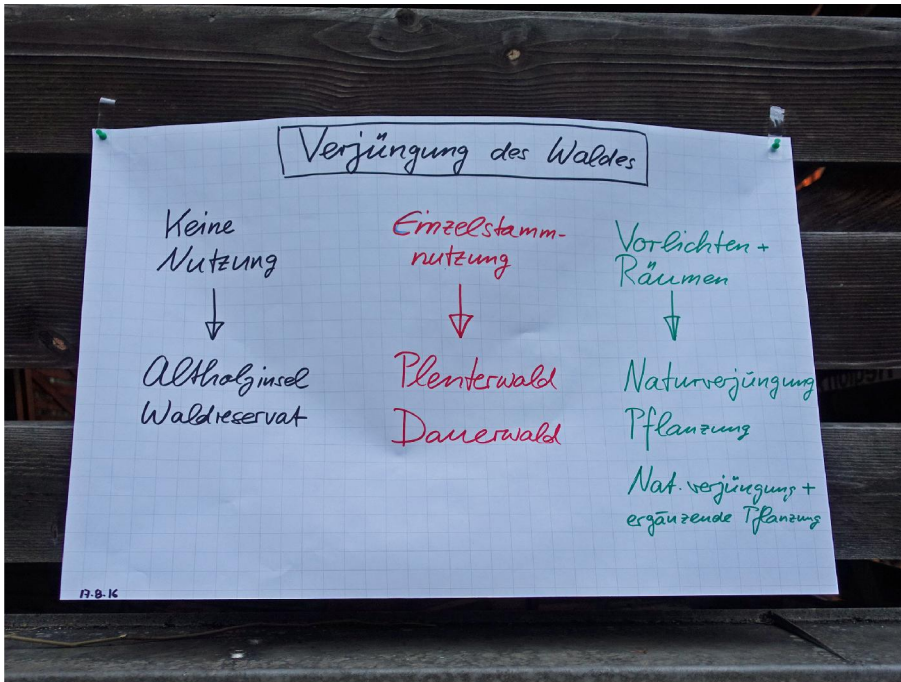 Verjüngung des Waldes
Keine
Nutzung
Altholzinsel
Waldreservat
Einzelstamm-
nutzung
Plenterwald
Dauerwald
Vorlichten +
Räumen
Naturverjüngung
Pflanzung
Nat. verjüngung +
ergänzende Pflanzung
17.8.16